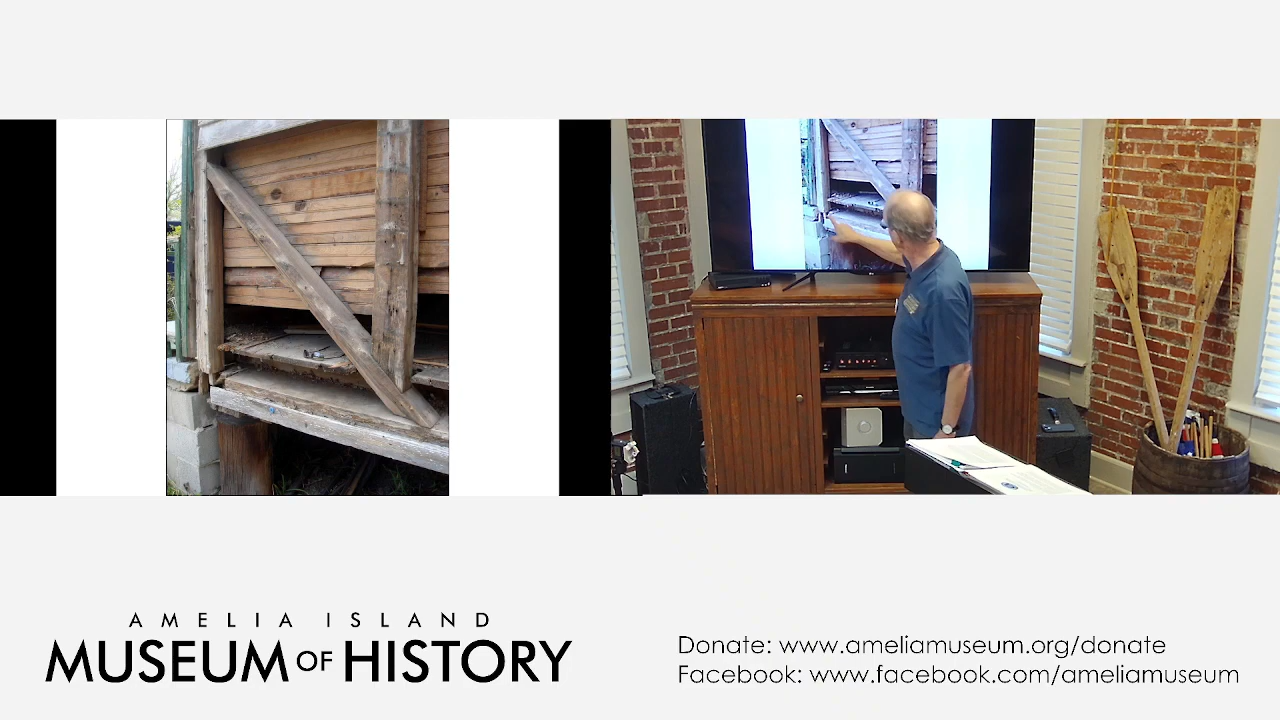 AMELIA ISLAND
MUSEUM OF HISTORY
Donate: www.ameliamuseum.org/donate
Facebook: www.facebook.com/ameliamuseum